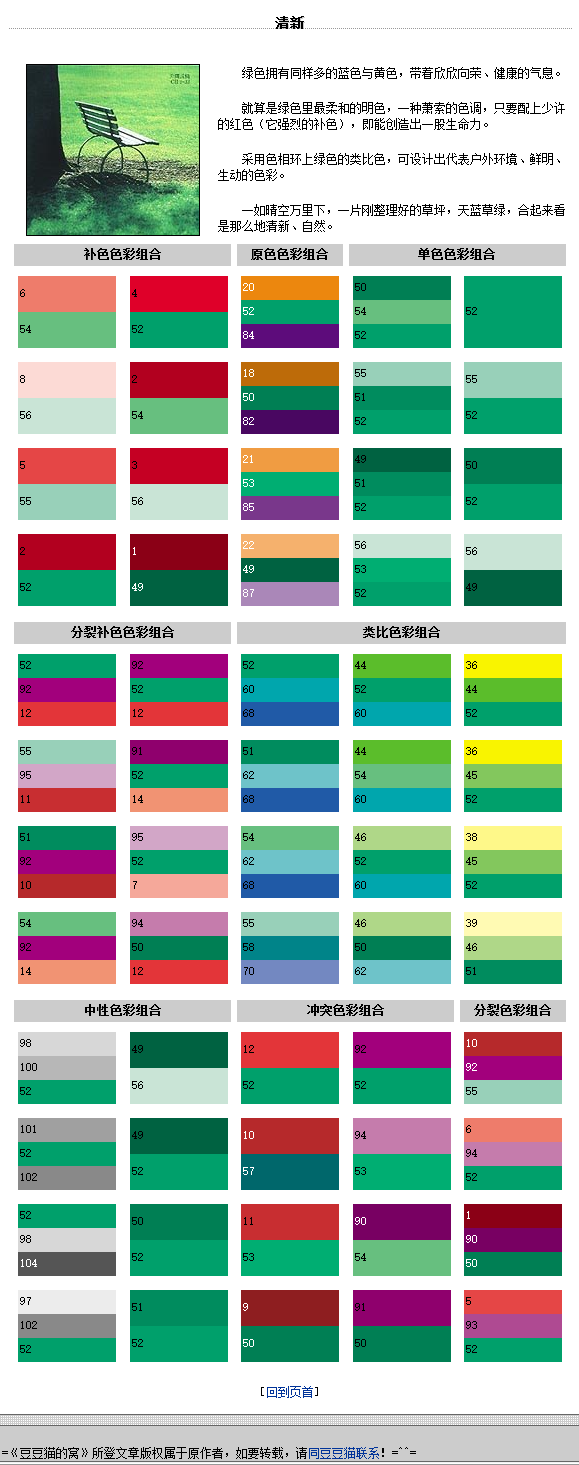 清新
绿色拥有同样多的蓝色与黄色，带着欣欣向荣、健康的气息。
就算是绿色里最柔和的明色，一种萧索的色调，只要配上少许
的红色（它强烈的补色），即能创造出一股生命力。
采用色相环上绿色的类比色，可设计出代表户外环境、鲜明、
生动的色彩。
一如晴空万里下，一片刚整理好的草坪，天蓝草绿，合起来看
是那么地清新、自然。
补色色彩组合 原色色彩组合 单色色彩组合
6 4 20 50 52
54 52 52 54
84 52
8 2 18 55 55
56 54 50 51 52
82 52
5 3 21 49 50
55 56 53 51 52
85 52
2 1 22 56 56
52 49 49 53 49
87 52
分裂补色色彩组合 类比色彩组合
52 92 52 44 36
92 52 60 52 44
12 12 68 60 52
55 91 51 44 36
95 52 62 54 45
11 14 68 60 52
51 95 54 46 38
92 52 62 52 45
10 7 68 60 52
54 94 55 46 39
92 50 58 50 46
14 12 70 62 51
中性色彩组合 冲突色彩组合 分裂色彩组合
98 49 12 92 10
100 56 52 52 92
52 55
101 49 10 94 6
52 52 57 53 94
102 52
52 50 11 90 1
98 52 53 54 90
104 50
97 51 9 91 5
102 52 50 50 93
52 52
[回到页首]
=《豆豆猫的窝》所登文章版权属于原作者，如要转载，请同豆豆猫联系！=^^=